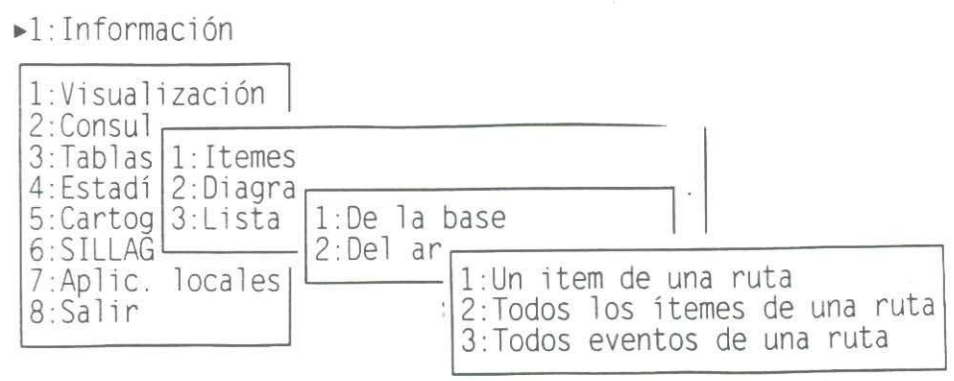 ▸1:Información
1:Visualización
2:Consul
3:Tablas
4:Estadí
5:Cartog
6:SILLAG
7:Aplic. locales
8:Salir
1:Itemes
2:Diagra
3:Lista
1:De la base
2:Del ar
1:Un item de una ruta
2:Todos los ítemes de una ruta
3:Todos eventos de una ruta